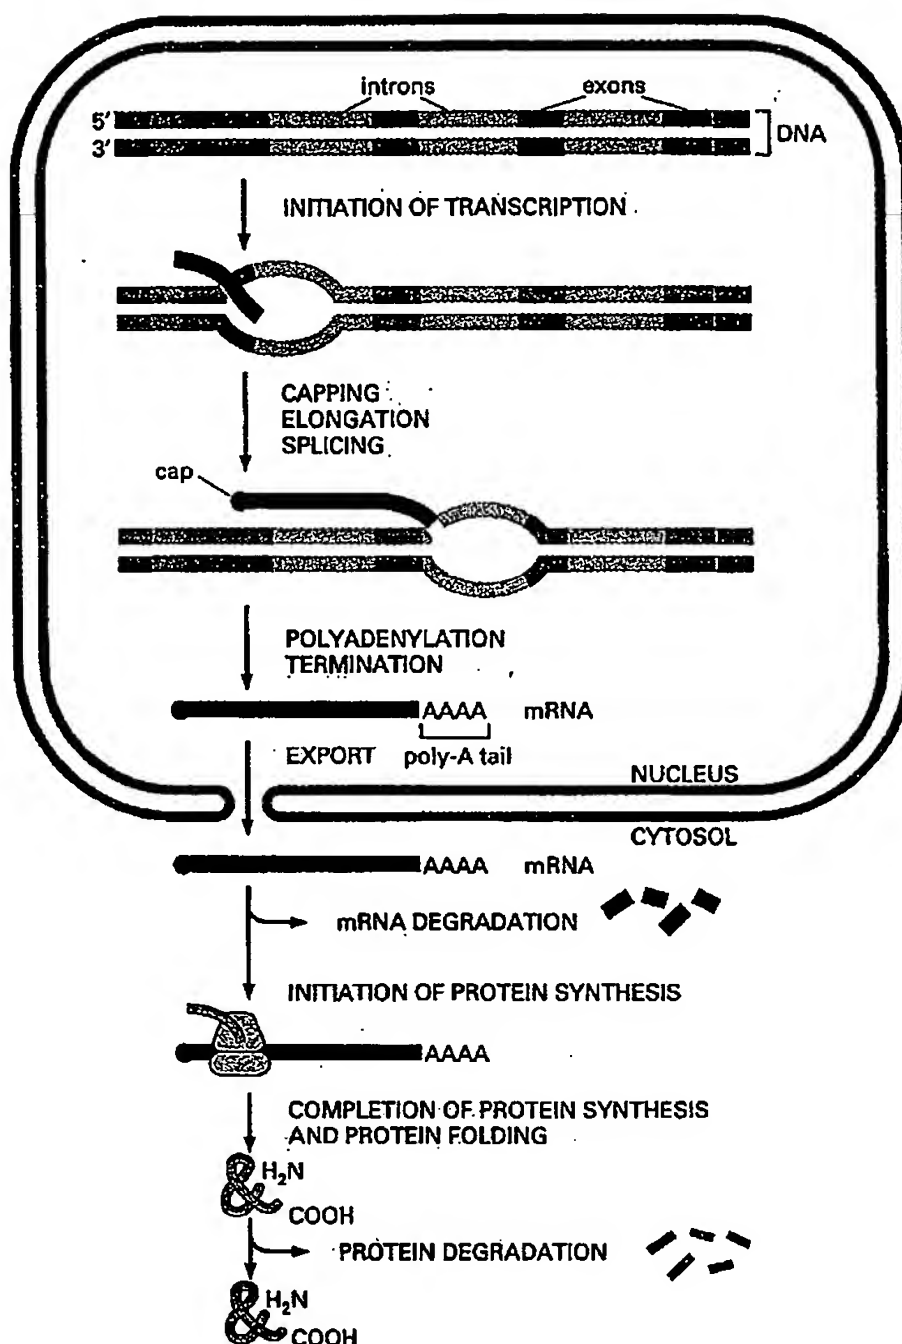 introns exons
5'
DNA
3'
INITIATION OF TRANSCRIPTION
CAPPING
ELONGATION
SPLICING
cap
POLYADENYLATION
TERMINATION
AAAA mRNA
EXPORT poly-A tail
NUCLEUS
CYTOSOL
AAAA mRNA
mRNA DEGRADATION
INITIATION OF PROTEIN SYNTHESIS
AAAA
COMPLETION OF PROTEIN SYNTHESIS
AND PROTEIN FOLDING
H₂N
COOH
PROTEIN DEGRADATION
H₂N
COOH